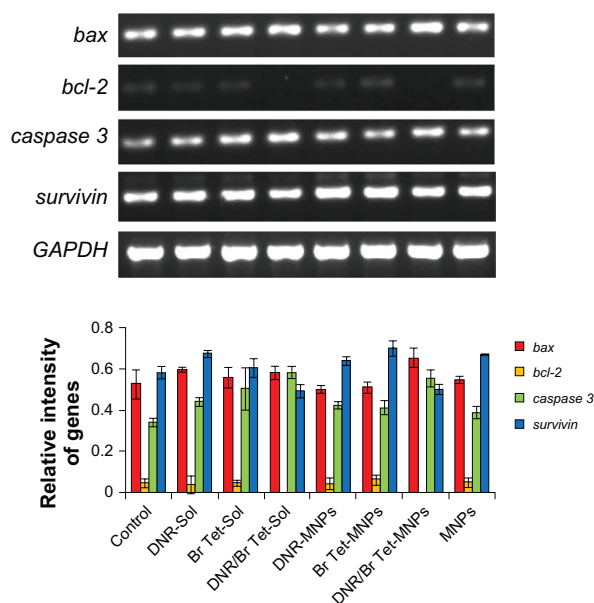 bax
bcl-2
caspase 3
survivin
GAPDH
Relative intensity
of genes
0.8
0.6
0.4
0.2
0
Control
DNR-Sol
Br Tet-Sol
DNR/Br Tet-Sol
DNR-MNPs
Br Tet-MNPs
DNR/Br Tet-MNPs
MNPs
bax
bcl-2
caspase 3
survivin